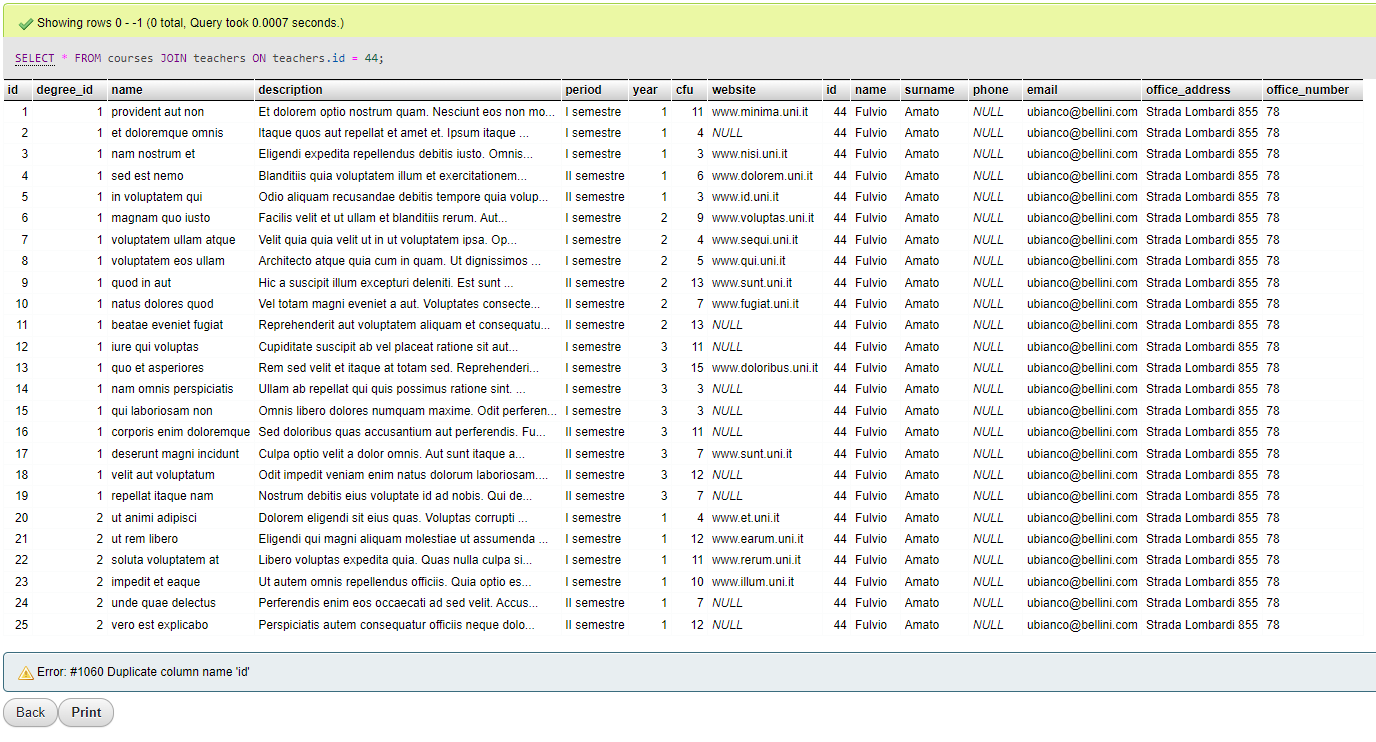 Showing rows 0 - -1 (0 total, Query took 0.0007 seconds.)
SELECT * FROM courses JOIN teachers ON teachers.id = 44;
id degree_id name description period year cfu website id name surname phone email office_address office_number
1 1 provident aut non Et dolorem optio nostrum quam. Nesciunt eos non mo... I semestre 1 11 www.minima.uni.it 44 Fulvio Amato NULL ubianco@bellini.com Strada Lombardi 855 78
2 1 et doloremque omnis Itaque quos aut repellat et amet et. Ipsum itaque ... I semestre 1 4 NULL 44 Fulvio Amato NULL ubianco@bellini.com Strada Lombardi 855 78
3 1 nam nostrum et Eligendi expedita repellendus debitis iusto. Omnis... I semestre 1 3 www.nisi.uni.it 44 Fulvio Amato NULL ubianco@bellini.com Strada Lombardi 855 78
4 1 sed est nemo Blanditiis quia voluptatem illum et exercitationem... II semestre 1 6 www.dolorem.uni.it 44 Fulvio Amato NULL ubianco@bellini.com Strada Lombardi 855 78
5 1 in voluptatem qui Odio aliquam recusandae debitis tempore quia volup... II semestre 1 3 www.id.uni.it 44 Fulvio Amato NULL ubianco@bellini.com Strada Lombardi 855 78
6 1 magnam quo iusto Facilis velit et ut ullam et blanditiis rerum. Aut... I semestre 2 9 www.voluptas.uni.it 44 Fulvio Amato NULL ubianco@bellini.com Strada Lombardi 855 78
7 1 voluptatem ullam atque Velit quia quia velit ut in ut voluptatem ipsa. Op... I semestre 2 4 www.sequi.uni.it 44 Fulvio Amato NULL ubianco@bellini.com Strada Lombardi 855 78
8 1 voluptatem eos ullam Architecto atque quia cum in quam. Ut dignissimos ... I semestre 2 5 www.qui.uni.it 44 Fulvio Amato NULL ubianco@bellini.com Strada Lombardi 855 78
9 1 quod in aut Hic a suscipit illum excepturi deleniti. Est sunt ... II semestre 2 13 www.sunt.uni.it 44 Fulvio Amato NULL ubianco@bellini.com Strada Lombardi 855 78
10 1 natus dolores quod Vel totam magni eveniet a aut. Voluptates consecte... II semestre 2 7 www.fugiat.uni.it 44 Fulvio Amato NULL ubianco@bellini.com Strada Lombardi 855 78
11 1 beatae eveniet fugiat Reprehenderit aut voluptatem aliquam et consequatu... II semestre 2 13 NULL 44 Fulvio Amato NULL ubianco@bellini.com Strada Lombardi 855 78
12 1 iure qui voluptas Cupiditate suscipit ab vel placeat ratione sit aut... I semestre 3 11 NULL 44 Fulvio Amato NULL ubianco@bellini.com Strada Lombardi 855 78
13 1 quo et asperiores Rem sed velit et itaque at totam sed. Reprehenderi... I semestre 3 15 www.doloribus.uni.it 44 Fulvio Amato NULL ubianco@bellini.com Strada Lombardi 855 78
14 1 nam omnis perspiciatis Ullam ab repellat qui quis possimus ratione sint. ... I semestre 3 3 NULL 44 Fulvio Amato NULL ubianco@bellini.com Strada Lombardi 855 78
15 1 qui laboriosam non Omnis libero dolores numquam maxime. Odit perferen... I semestre 3 3 NULL 44 Fulvio Amato NULL ubianco@bellini.com Strada Lombardi 855 78
16 1 corporis enim doloremque Sed doloribus quas accusantium aut perferendis. Fu... II semestre 3 11 NULL 44 Fulvio Amato NULL ubianco@bellini.com Strada Lombardi 855 78
17 1 deserunt magni incidunt Culpa optio velit a dolor omnis. Aut sunt itaque a... II semestre 3 7 www.sunt.uni.it 44 Fulvio Amato NULL ubianco@bellini.com Strada Lombardi 855 78
18 1 velit aut voluptatum Odit impedit veniam enim natus dolorum laboriosam.... II semestre 3 12 NULL 44 Fulvio Amato NULL ubianco@bellini.com Strada Lombardi 855 78
19 1 repellat itaque nam Nostrum debitis eius voluptate id ad nobis. Qui de... II semestre 3 7 NULL 44 Fulvio Amato NULL ubianco@bellini.com Strada Lombardi 855 78
20 2 ut animi adipisci Dolorem eligendi sit eius quas. Voluptas corrupti ... I semestre 1 4 www.et.uni.it 44 Fulvio Amato NULL ubianco@bellini.com Strada Lombardi 855 78
21 2 ut rem libero Eligendi qui magni aliquam molestiae ut assumenda ... I semestre 1 12 www.earum.uni.it 44 Fulvio Amato NULL ubianco@bellini.com Strada Lombardi 855 78
22 2 soluta voluptatem at Libero voluptas expedita quia. Quas nulla culpa si... I semestre 1 11 www.rerum.uni.it 44 Fulvio Amato NULL ubianco@bellini.com Strada Lombardi 855 78
23 2 impedit et eaque Ut autem omnis repellendus officiis. Quia optio es... I semestre 1 10 www.illum.uni.it 44 Fulvio Amato NULL ubianco@bellini.com Strada Lombardi 855 78
24 2 unde quae delectus Perferendis enim eos occaecati ad sed velit. Accus... II semestre 1 7 NULL 44 Fulvio Amato NULL ubianco@bellini.com Strada Lombardi 855 78
25 2 vero est explicabo Perspiciatis autem consequatur officiis neque dolo... II semestre 1 12 NULL 44 Fulvio Amato NULL ubianco@bellini.com Strada Lombardi 855 78
Error: #1060 Duplicate column name 'id'
Back Print